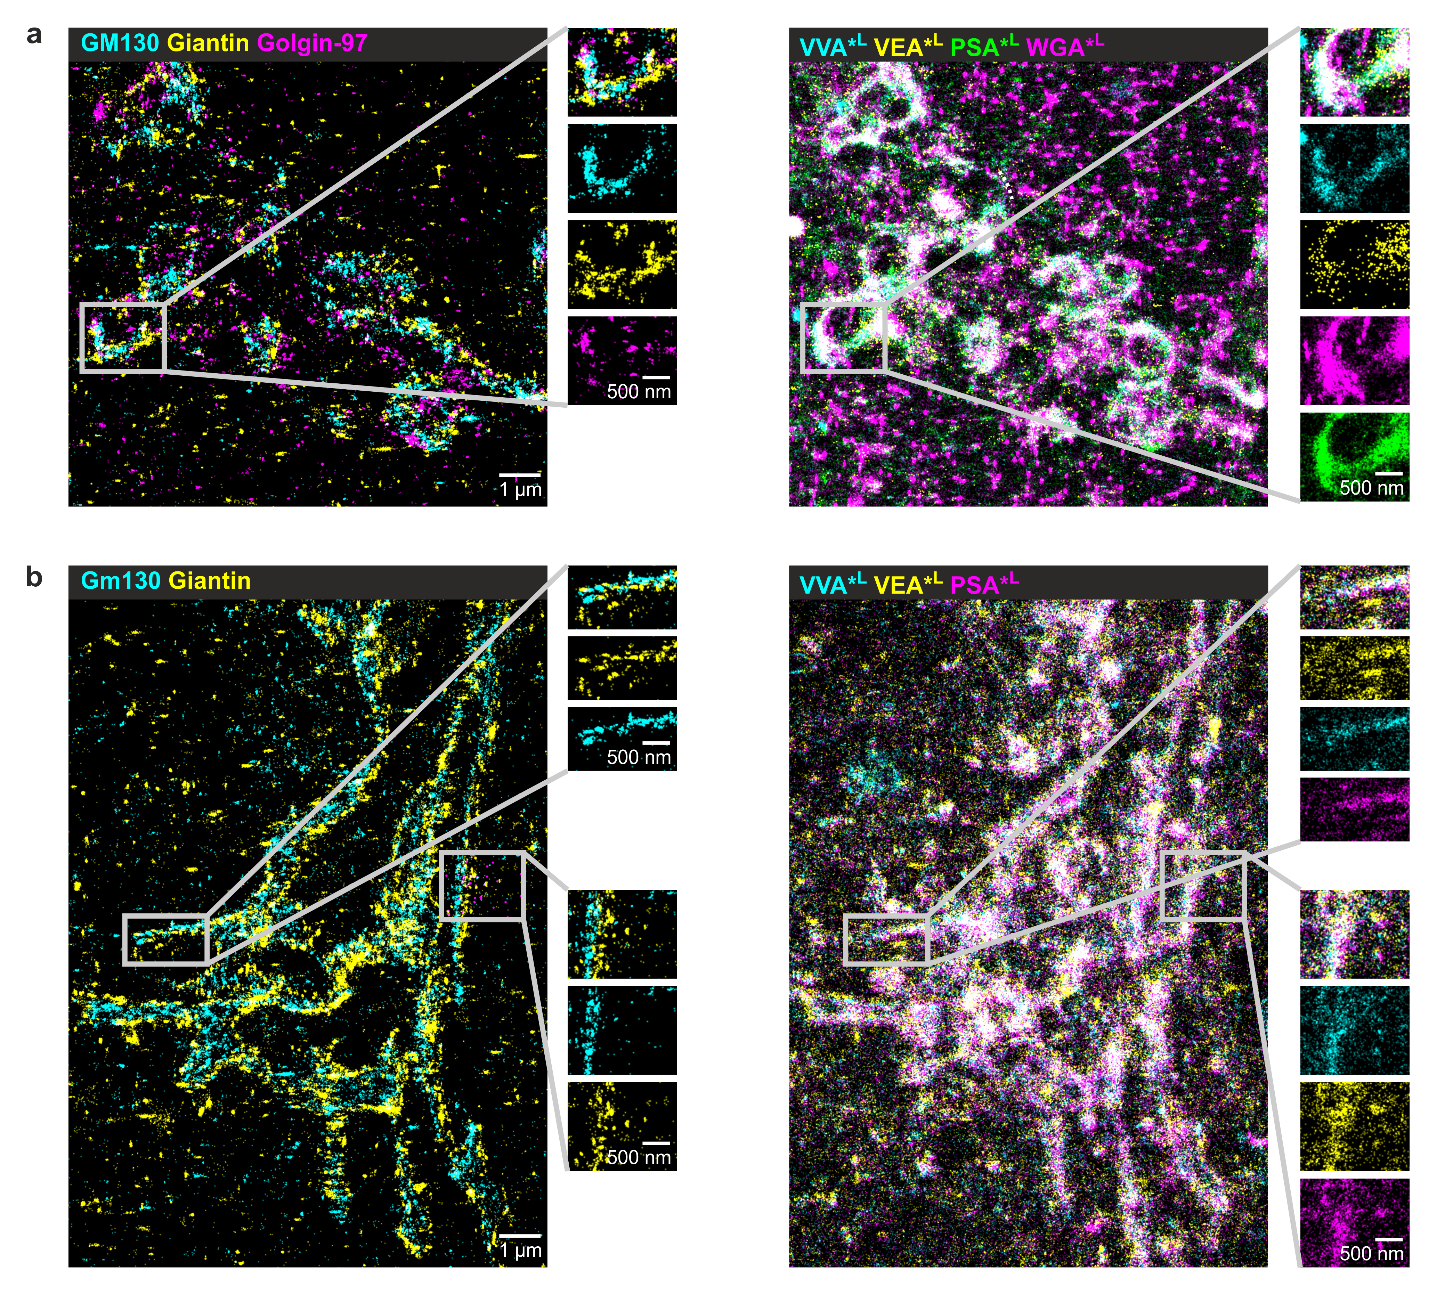 a
GM130 Giantin Golgin-97
500 nm
1 µm
VVA*L VEA*L PSA*L WGA*L
500 nm
b
Gm130 Giantin
500 nm
500 nm
1 µm
VVA*L VEA*L PSA*L
500 nm